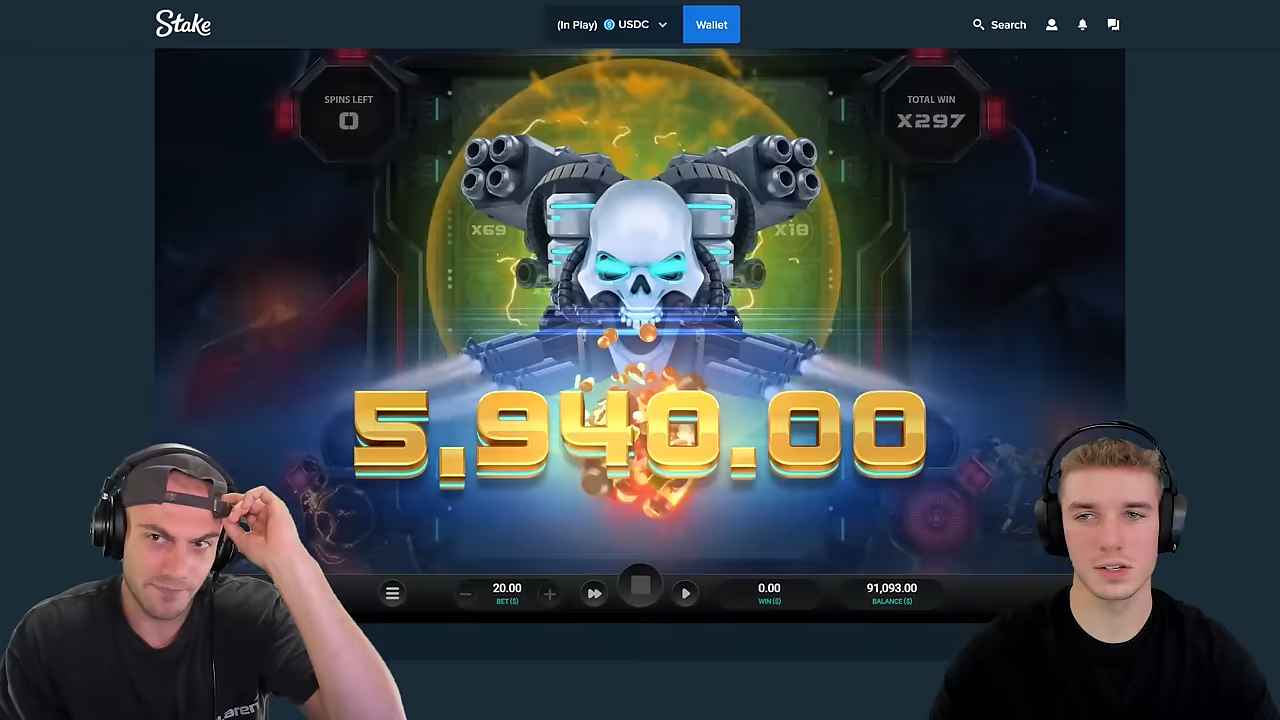 Stake
(In Play) USDC
Wallet
Search
SPINS LEFT
0
TOTAL WIN
X297
X69
X18
5,940.00
20.00
BET ($)
0.00
WIN ($)
91,093.00
BALANCE ($)